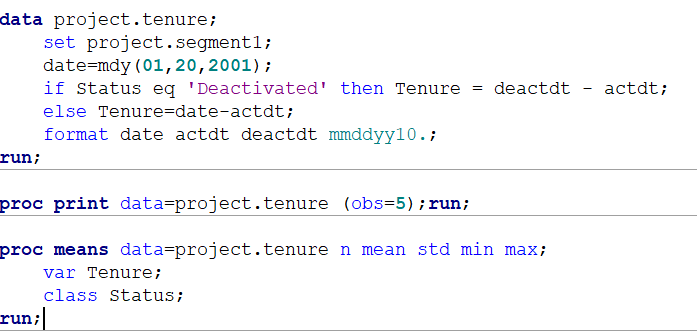 data project.tenure;
    set project.segment1;
    date=mdy(01,20,2001);
    if Status eq 'Deactivated' then Tenure = deactdt - actdt;
    else Tenure=date-actdt;
    format date actdt deactdt mmddyy10.;
run;
proc print data=project.tenure (obs=5);run;
proc means data=project.tenure n mean std min max;
    var Tenure;
    class Status;
run;